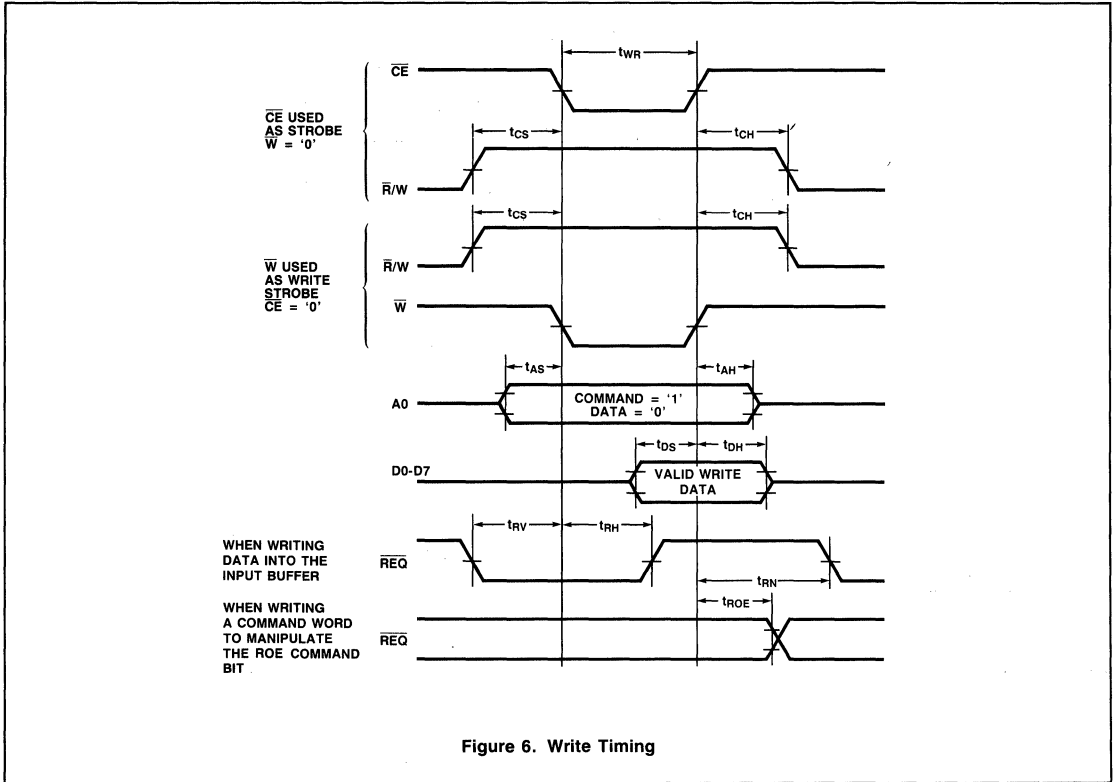 tWR
CE̅
CE̅ USED
AS STROBE
W̅ = '0'
tCS
tCH
R̅/W
tCS
tCH
W̅ USED
AS WRITE
STROBE
CE̅ = '0'
R̅/W
W̅
tAS
tAH
A0
COMMAND = '1'
DATA = '0'
tDS
tDH
D0-D7
VALID WRITE
DATA
tRV
tRH
WHEN WRITING
DATA INTO THE
INPUT BUFFER
REQ̅
tRN
tROE
WHEN WRITING
A COMMAND WORD
TO MANIPULATE
THE ROE COMMAND
BIT
REQ̅
Figure 6. Write Timing